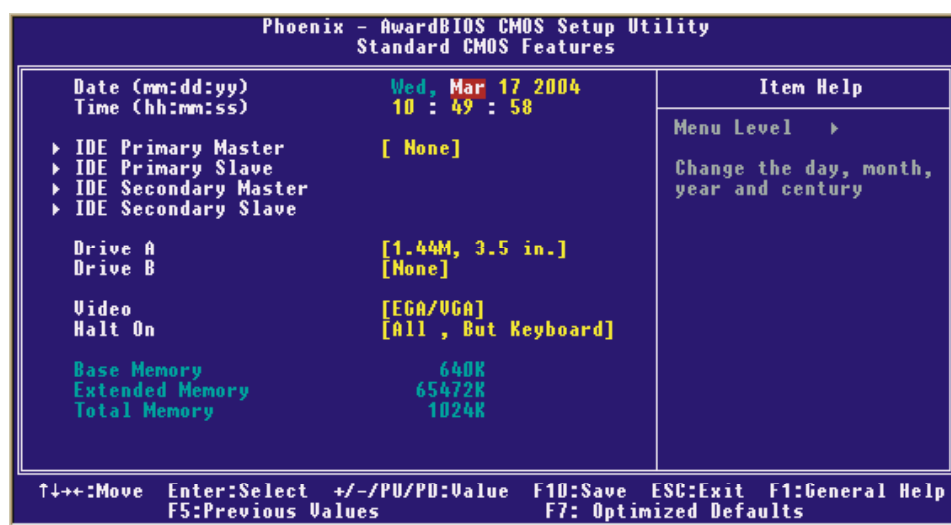 Phoenix - AwardBIOS CMOS Setup Utility
Standard CMOS Features
Date (mm:dd:yy) Wed, Mar 17 2004
Time (hh:mm:ss) 10 : 49 : 58
▸ IDE Primary Master [ None]
▸ IDE Primary Slave
▸ IDE Secondary Master
▸ IDE Secondary Slave
Drive A [1.44M, 3.5 in.]
Drive B [None]
Video [EGA/VGA]
Halt On [All , But Keyboard]
Base Memory 640K
Extended Memory 65472K
Total Memory 1024K
Item Help
Menu Level ▸
Change the day, month,
year and century
↑↓→←:Move Enter:Select +/-/PU/PD:Value F10:Save ESC:Exit F1:General Help
F5:Previous Values F7: Optimized Defaults